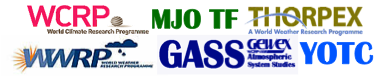 WCRP
World Climate Research Programme
MJO TF
THORPEX
A World Weather Research Programme
WWRP
WORLD WEATHER
RESEARCH PROGRAMME
GASS
GEWEX
Atmospheric
System Studies
YOTC